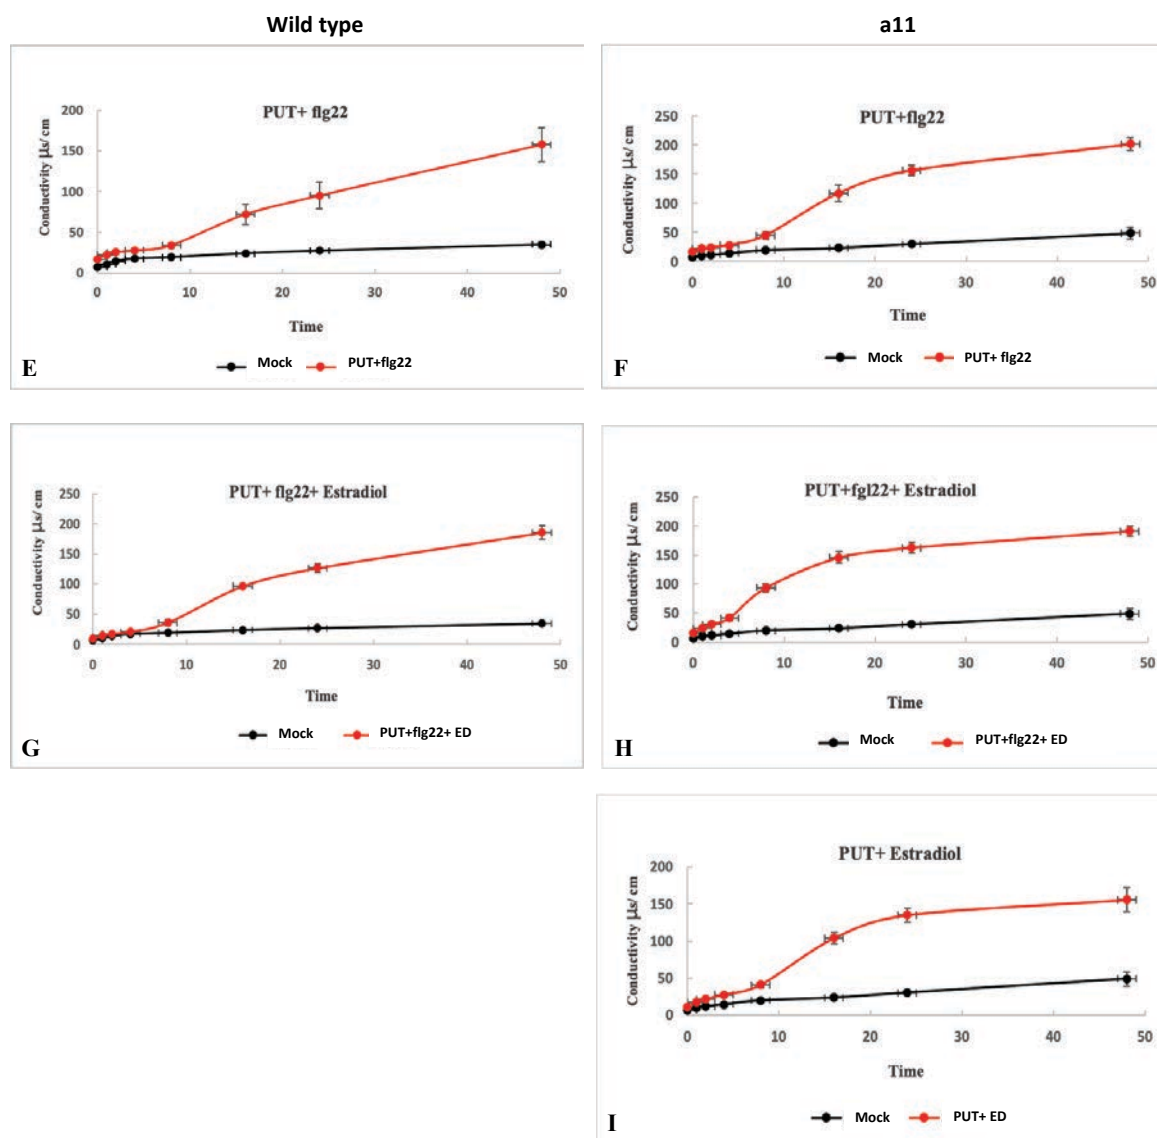 Wild type
a11
PUT+ flg22
Conductivity µs/ cm
200
150
100
50
0
0 10 20 30 40 50
Time
Mock PUT+flg22
E
PUT+flg22
Conductivity µs/ cm
250
200
150
100
50
0
0 10 20 30 40 50
Time
Mock PUT+ flg22
F
PUT+ flg22+ Estradiol
Conductivity µs/ cm
250
200
150
100
50
0
0 10 20 30 40 50
Time
Mock PUT+flg22+ ED
G
PUT+fgl22+ Estradiol
Conductivity µs/ cm
250
200
150
100
50
0
0 10 20 30 40 50
Time
Mock PUT+flg22+ ED
H
PUT+ Estradiol
Conductivity µs/ cm
200
150
100
50
0
0 10 20 30 40 50
Time
Mock PUT+ ED
I